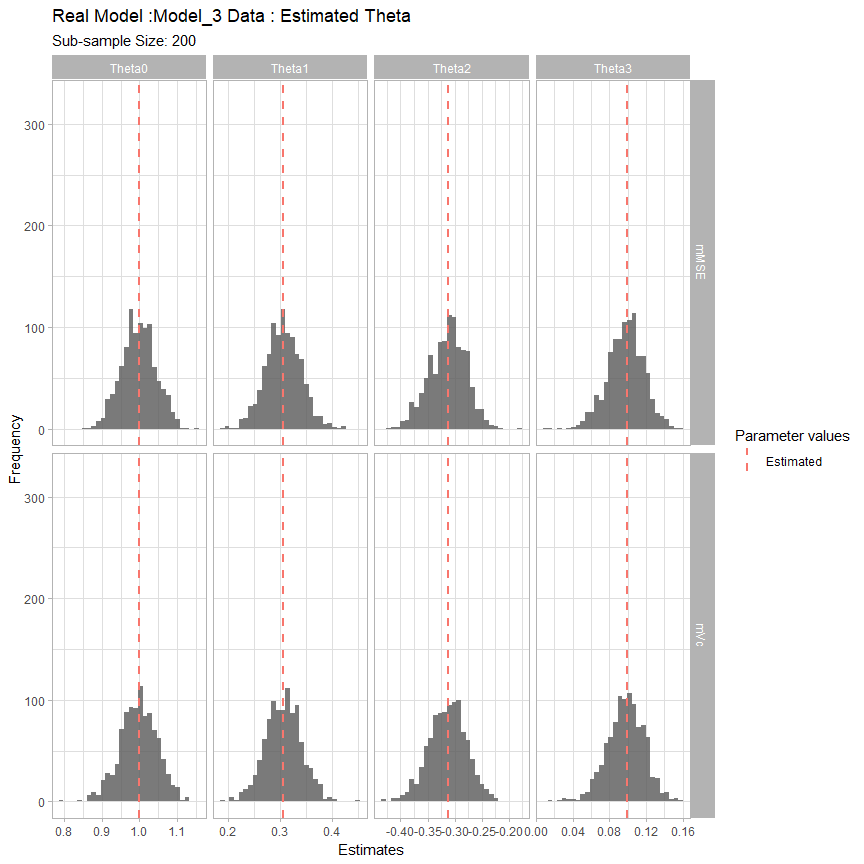 Real Model :Model_3 Data : Estimated Theta
Sub-sample Size: 200
Theta0 Theta1 Theta2 Theta3
300
200
100
0
mMSE
Frequency
300
200
100
0
mVc
0.8 0.9 1.0 1.1 0.2 0.3 0.4 -0.40 -0.35 -0.30 -0.25 -0.20 0.00 0.04 0.08 0.12 0.16
Estimates
Parameter values
Estimated